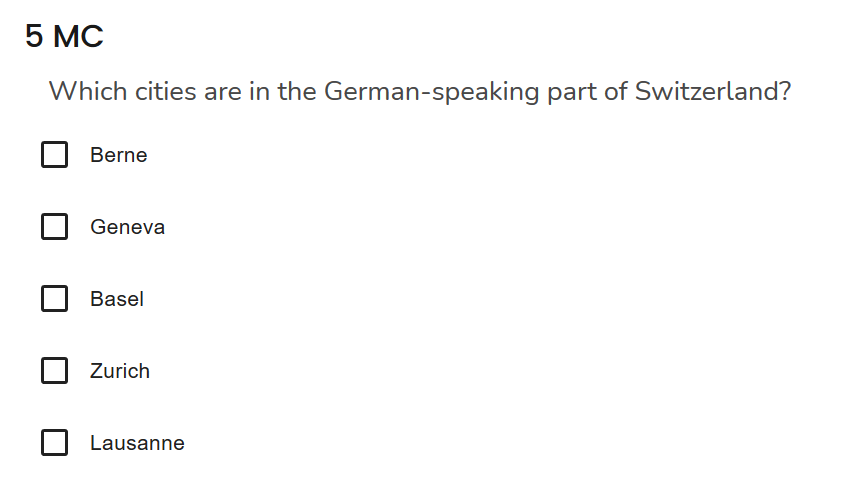 5 MC
Which cities are in the German-speaking part of Switzerland?
Berne
Geneva
Basel
Zurich
Lausanne